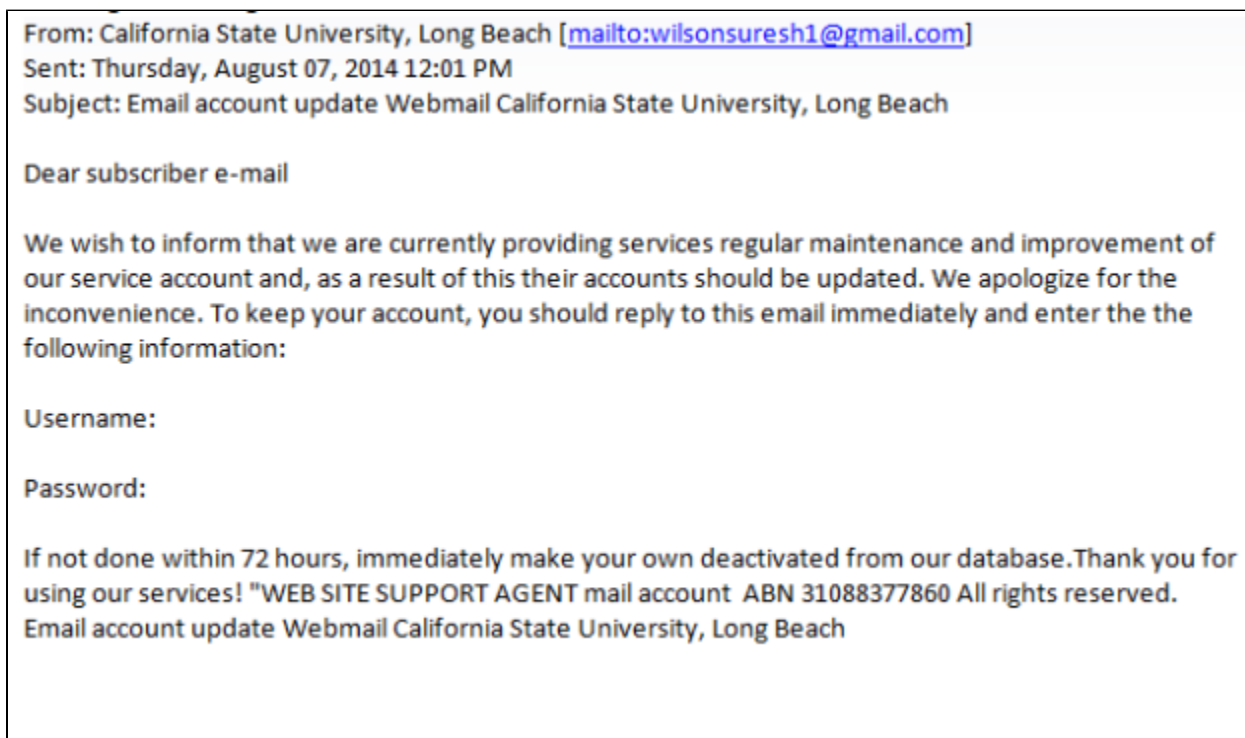 From: California State University, Long Beach [mailto:wilsonsuresh1@gmail.com]
Sent: Thursday, August 07, 2014 12:01 PM
Subject: Email account update Webmail California State University, Long Beach
Dear subscriber e-mail
We wish to inform that we are currently providing services regular maintenance and improvement of
our service account and, as a result of this their accounts should be updated. We apologize for the
inconvenience. To keep your account, you should reply to this email immediately and enter the the
following information:
Username:
Password:
If not done within 72 hours, immediately make your own deactivated from our database.Thank you for
using our services! "WEB SITE SUPPORT AGENT mail account  ABN 31088377860 All rights reserved.
Email account update Webmail California State University, Long Beach